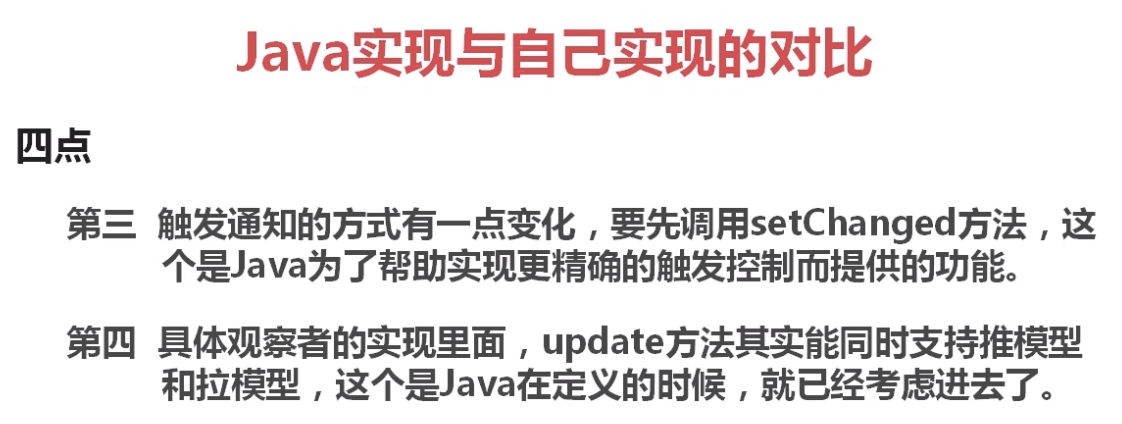 Java实现与自己实现的对比
四点
第三 触发通知的方式有一点变化，要先调用setChanged方法，这
个是Java为了帮助实现更精确的触发控制而提供的功能。
第四 具体观察者的实现里面，update方法其实能同时支持推模型
和拉模型，这个是Java在定义的时候，就已经考虑进去了。